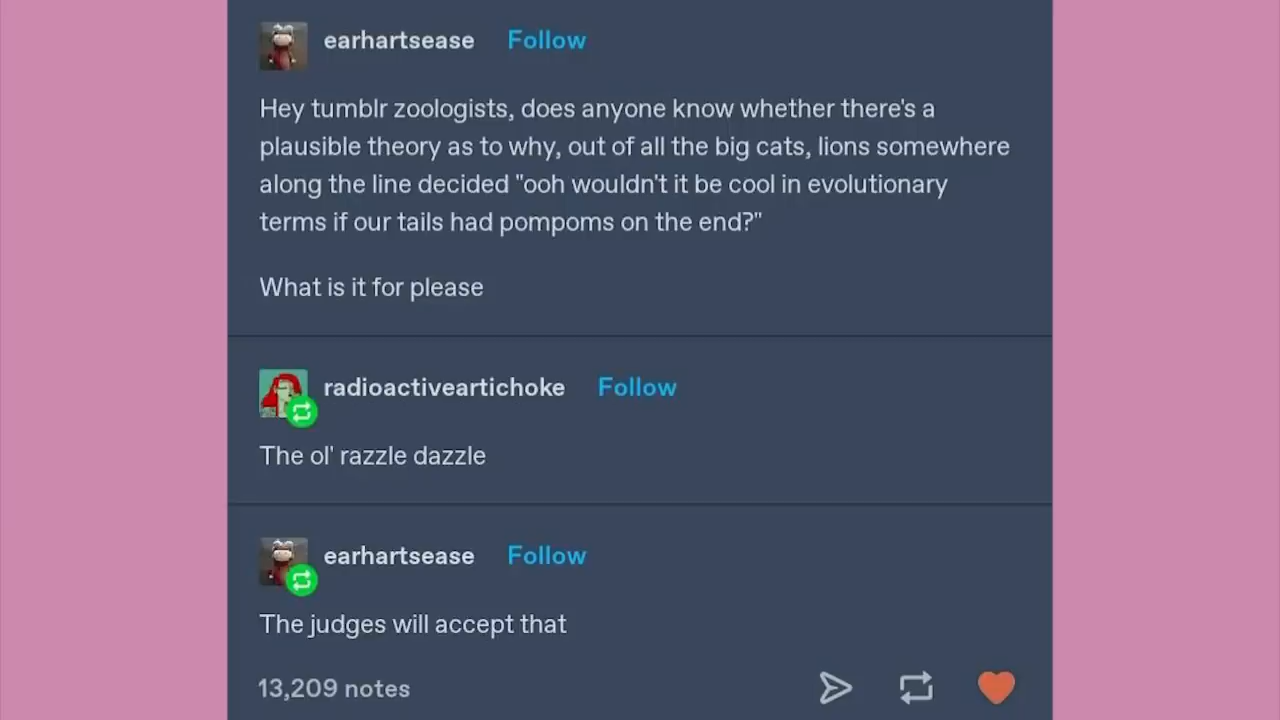 earhartsease Follow
Hey tumblr zoologists, does anyone know whether there's a
plausible theory as to why, out of all the big cats, lions somewhere
along the line decided "ooh wouldn't it be cool in evolutionary
terms if our tails had pompoms on the end?"
What is it for please
radioactiveartichoke Follow
The ol' razzle dazzle
earhartsease Follow
The judges will accept that
13,209 notes